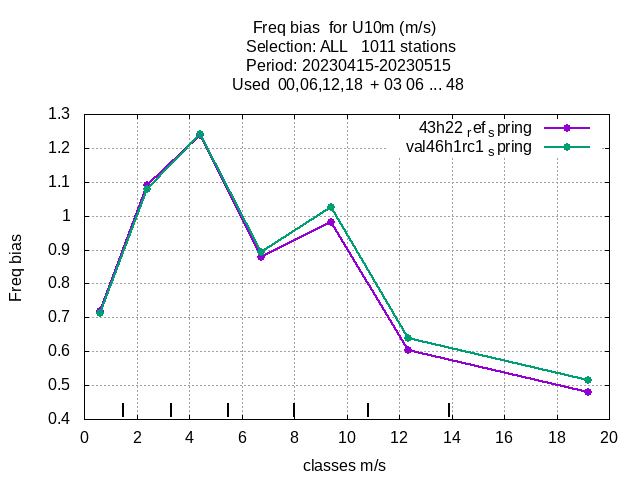 Freq bias  for U10m (m/s)
Selection: ALL   1011 stations
Period: 20230415-20230515
Used  00,06,12,18  + 03 06 ... 48
43h22 ref spring
val46h1rc1 spring
Freq bias
1.3
1.2
1.1
1
0.9
0.8
0.7
0.6
0.5
0.4
0 2 4 6 8 10 12 14 16 18 20
classes m/s